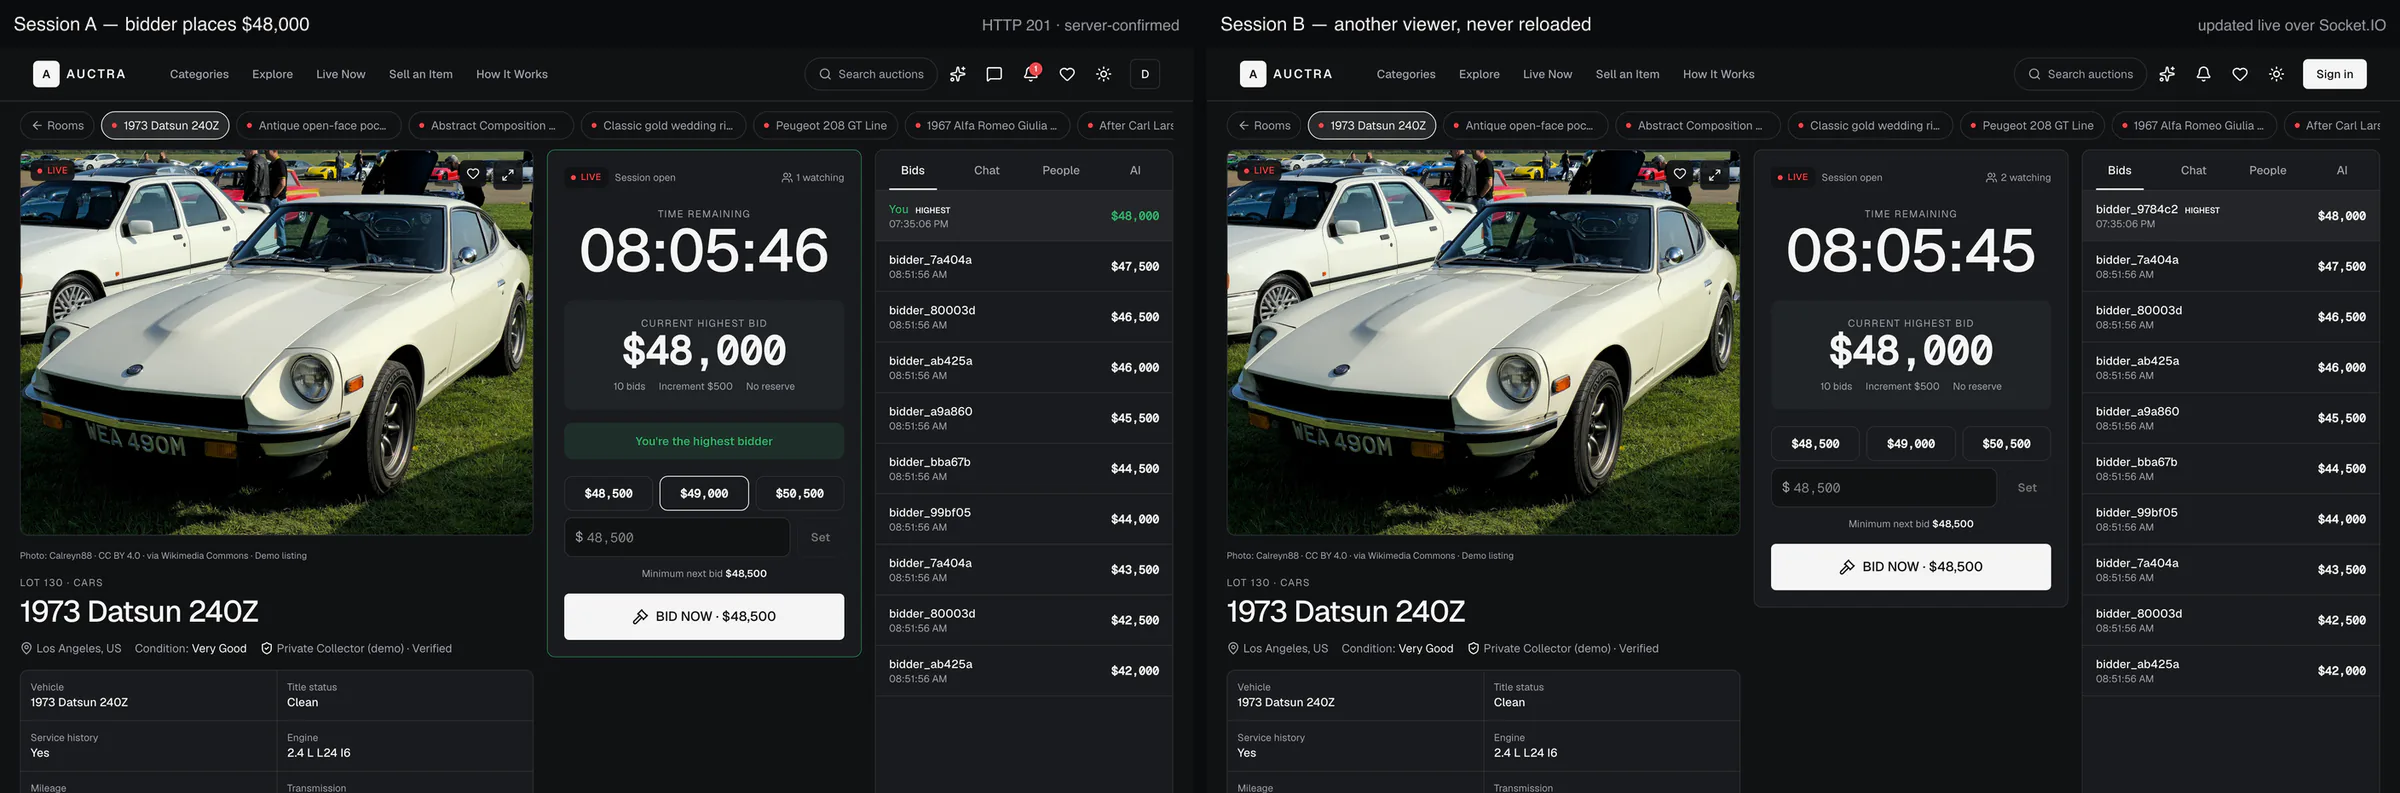 Session A — bidder places $48,000
HTTP 201 · server-confirmed
A AUCTRA
Categories
Explore
Live Now
Sell an Item
How It Works
Search auctions
1
D
← Rooms
1973 Datsun 240Z
Antique open-face poc...
Abstract Composition ...
Classic gold wedding ri...
Peugeot 208 GT Line
1967 Alfa Romeo Giulia ...
After Carl Lars
LIVE
WEA 490M
Photo: Calreyn88 · CC BY 4.0 · via Wikimedia Commons · Demo listing
LOT 130 · CARS
1973 Datsun 240Z
Los Angeles, US
Condition: Very Good
Private Collector (demo) · Verified
Vehicle
1973 Datsun 240Z
Title status
Clean
Service history
Yes
Engine
2.4 L L24 I6
Mileage
Transmission
LIVE
Session open
1 watching
TIME REMAINING
08:05:46
CURRENT HIGHEST BID
$48,000
10 bids
Increment $500
No reserve
You're the highest bidder
$48,500
$49,000
$50,500
$ 48,500
Set
Minimum next bid $48,500
BID NOW · $48,500
Bids
Chat
People
AI
You HIGHEST
07:35:06 PM
$48,000
bidder_7a404a
08:51:56 AM
$47,500
bidder_80003d
08:51:56 AM
$46,500
bidder_ab425a
08:51:56 AM
$46,000
bidder_a9a860
08:51:56 AM
$45,500
bidder_bba67b
08:51:56 AM
$44,500
bidder_99bf05
08:51:56 AM
$44,000
bidder_7a404a
08:51:56 AM
$43,500
bidder_80003d
08:51:56 AM
$42,500
bidder_ab425a
08:51:56 AM
$42,000
Session B — another viewer, never reloaded
updated live over Socket.IO
A AUCTRA
Categories
Explore
Live Now
Sell an Item
How It Works
Search auctions
Sign in
← Rooms
1973 Datsun 240Z
Antique open-face poc...
Abstract Composition ...
Classic gold wedding ri...
Peugeot 208 GT Line
1967 Alfa Romeo Giulia ...
After Carl Lars
LIVE
WEA 490M
Photo: Calreyn88 · CC BY 4.0 · via Wikimedia Commons · Demo listing
LOT 130 · CARS
1973 Datsun 240Z
Los Angeles, US
Condition: Very Good
Private Collector (demo) · Verified
Vehicle
1973 Datsun 240Z
Title status
Clean
Service history
Yes
Engine
2.4 L L24 I6
Mileage
Transmission
LIVE
Session open
2 watching
TIME REMAINING
08:05:45
CURRENT HIGHEST BID
$48,000
10 bids
Increment $500
No reserve
$48,500
$49,000
$50,500
$ 48,500
Set
Minimum next bid $48,500
BID NOW · $48,500
Bids
Chat
People
AI
bidder_9784c2 HIGHEST
07:35:06 PM
$48,000
bidder_7a404a
08:51:56 AM
$47,500
bidder_80003d
08:51:56 AM
$46,500
bidder_ab425a
08:51:56 AM
$46,000
bidder_a9a860
08:51:56 AM
$45,500
bidder_bba67b
08:51:56 AM
$44,500
bidder_99bf05
08:51:56 AM
$44,000
bidder_7a404a
08:51:56 AM
$43,500
bidder_80003d
08:51:56 AM
$42,500
bidder_ab425a
08:51:56 AM
$42,000